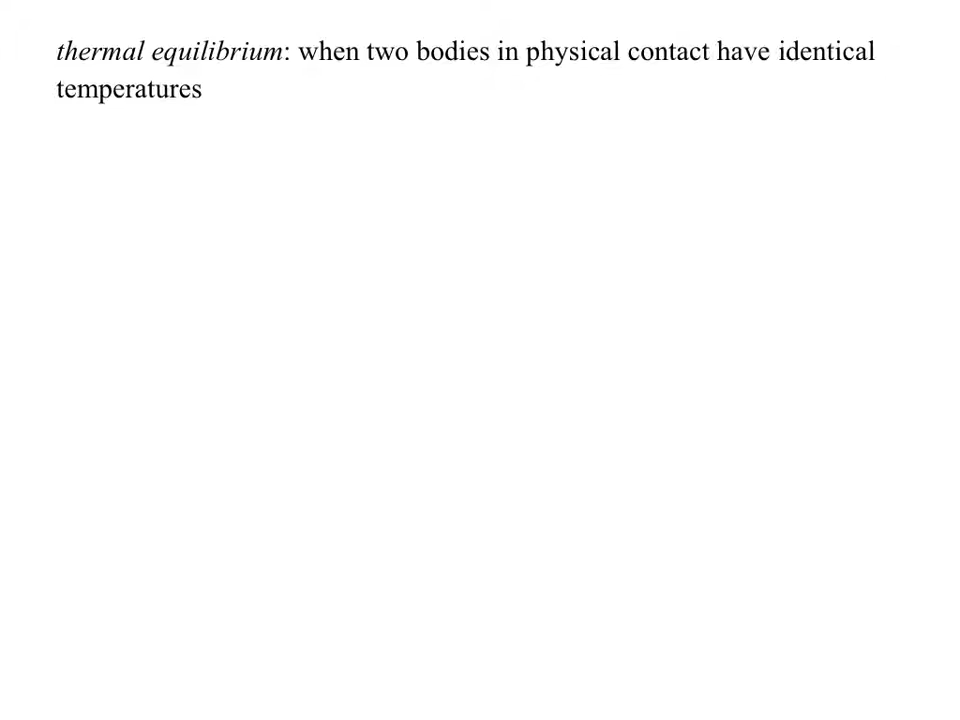 thermal equilibrium: when two bodies in physical contact have identical
temperatures